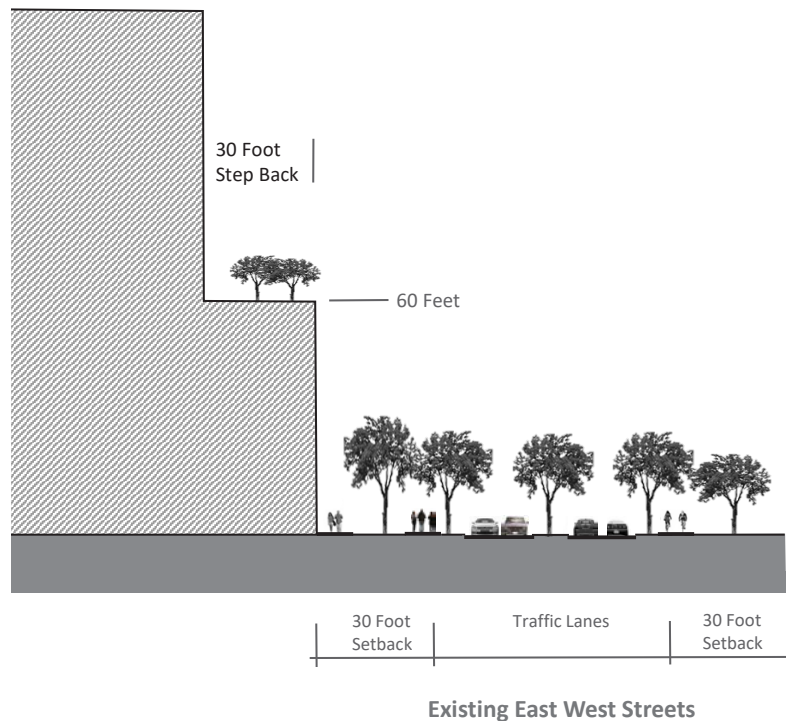 30 Foot
Step Back
60 Feet
30 Foot
Setback
Traffic Lanes
30 Foot
Setback
Existing East West Streets